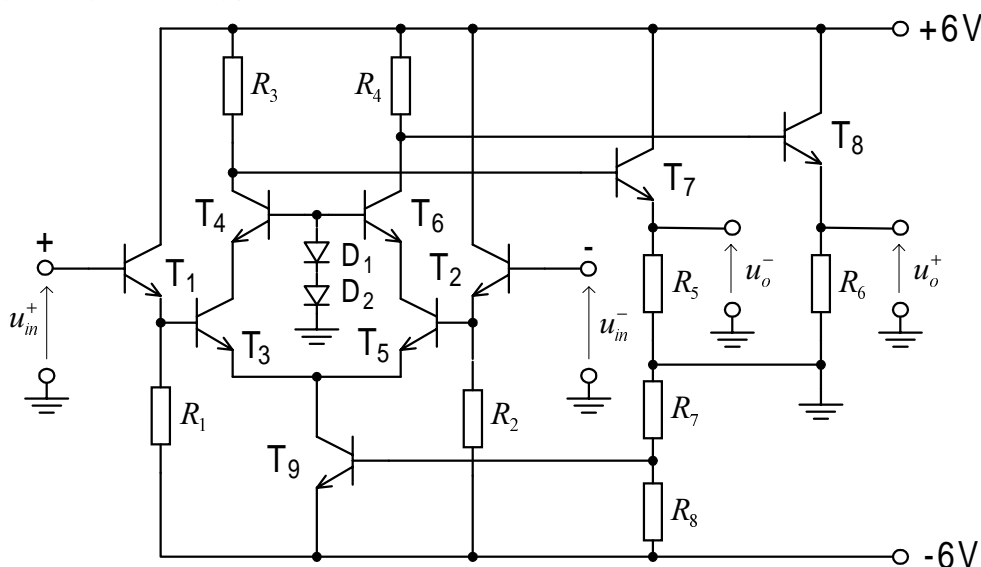 +6V
R3
R4
T8
T7
T4
T6
+
D1
-
T1
T2
D2
R5
u_o^-
R6
u_o^+
u_in^+
T3
T5
u_in^-
R1
R2
R7
T9
R8
-6V